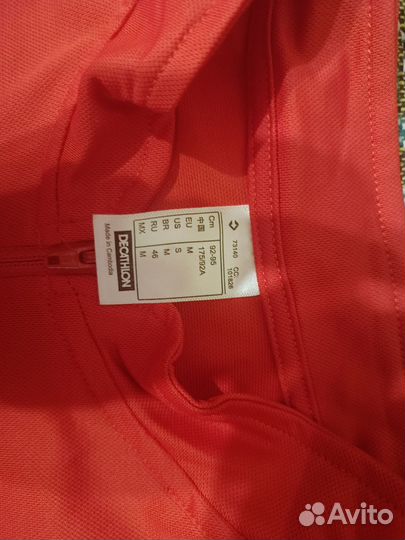 73140 CC:
101826
Cm 92-95
中国 175/92A
EU M
US S
BR M
RU 46
MX M
DECATHLON
Made in Cambodia
Avito